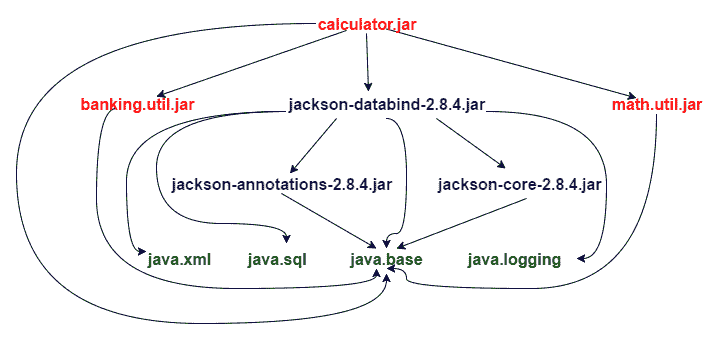 calculator.jar
banking.util.jar
jackson-databind-2.8.4.jar
math.util.jar
jackson-annotations-2.8.4.jar
jackson-core-2.8.4.jar
java.xml
java.sql
java.base
java.logging